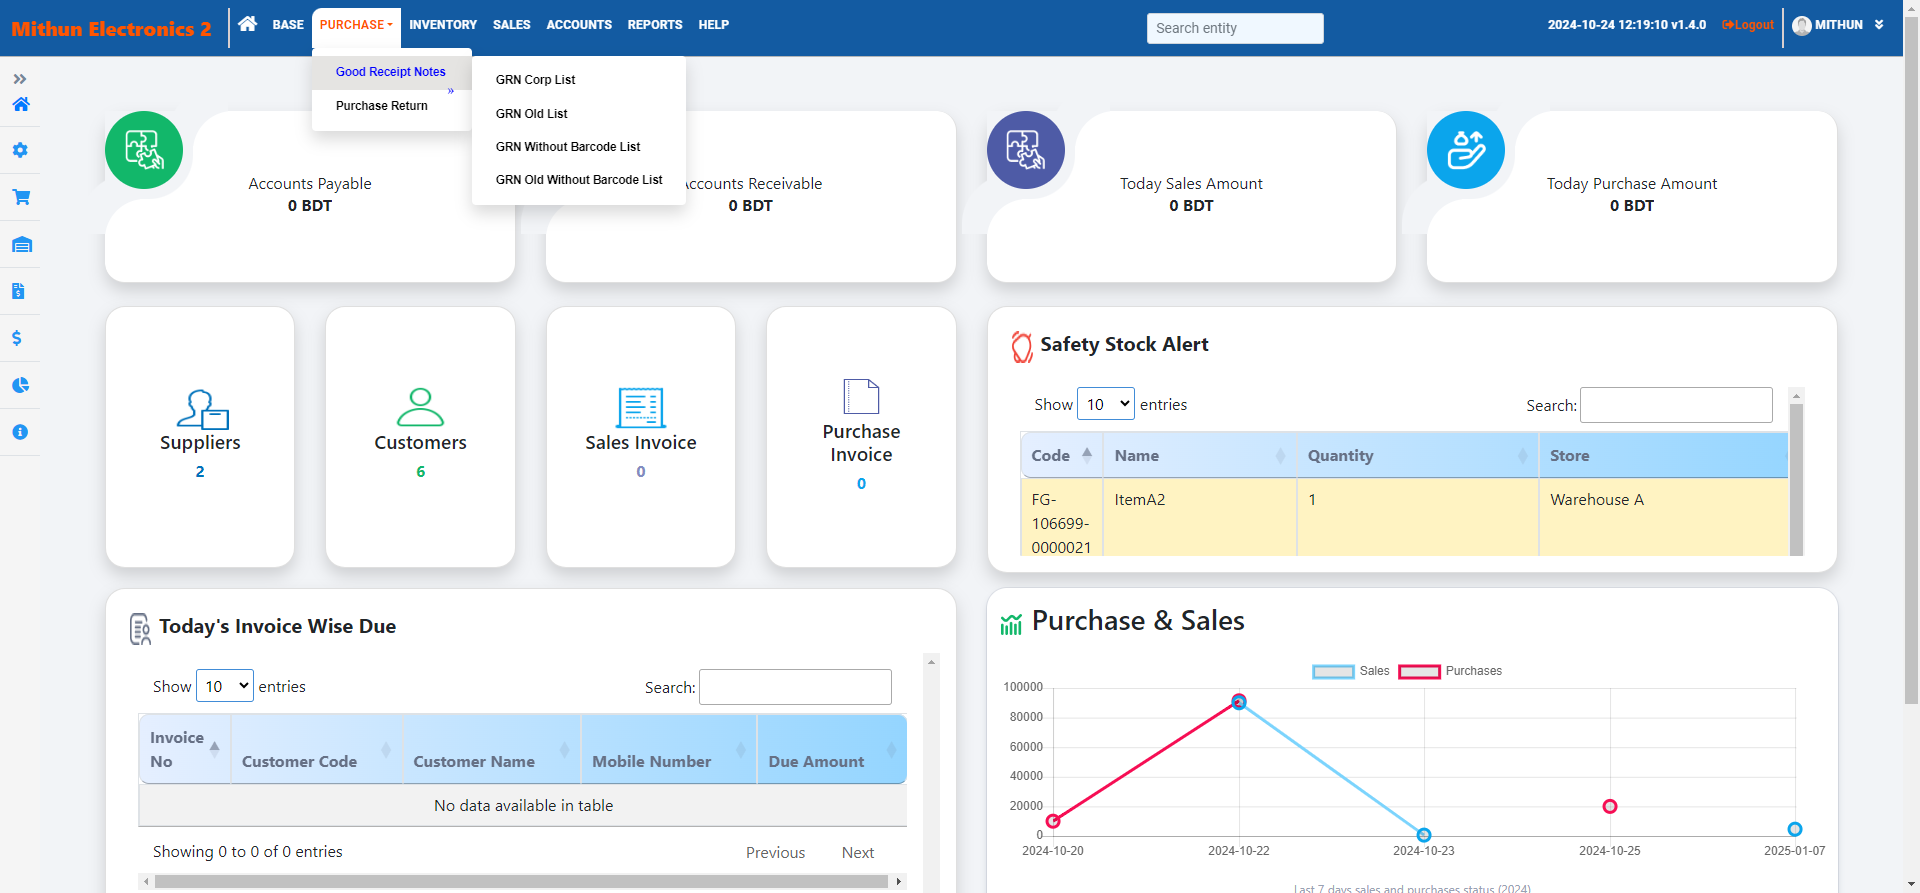 Mithun Electronics 2
BASE
PURCHASE
INVENTORY
SALES
ACCOUNTS
REPORTS
HELP
Search entity
2024-10-24 12:19:10 v1.4.0
Logout
MITHUN
Good Receipt Notes
»
Purchase Return
GRN Corp List
GRN Old List
GRN Without Barcode List
GRN Old Without Barcode List
Accounts Payable
0 BDT
ccounts Receivable
0 BDT
Today Sales Amount
0 BDT
Today Purchase Amount
0 BDT
Suppliers
2
Customers
6
Sales Invoice
0
Purchase
Invoice
0
Safety Stock Alert
Show 10 entries
Search:
Code Name Quantity Store
FG-
106699-
0000021
ItemA2 1 Warehouse A
Today's Invoice Wise Due
Show 10 entries
Search:
Invoice
No
Customer Code Customer Name Mobile Number Due Amount
No data available in table
Showing 0 to 0 of 0 entries
Previous Next
Purchase & Sales
Sales Purchases
100000
80000
60000
40000
20000
0
2024-10-20 2024-10-22 2024-10-23 2024-10-25 2025-01-07
Last 7 days sales and purchases status (2024)